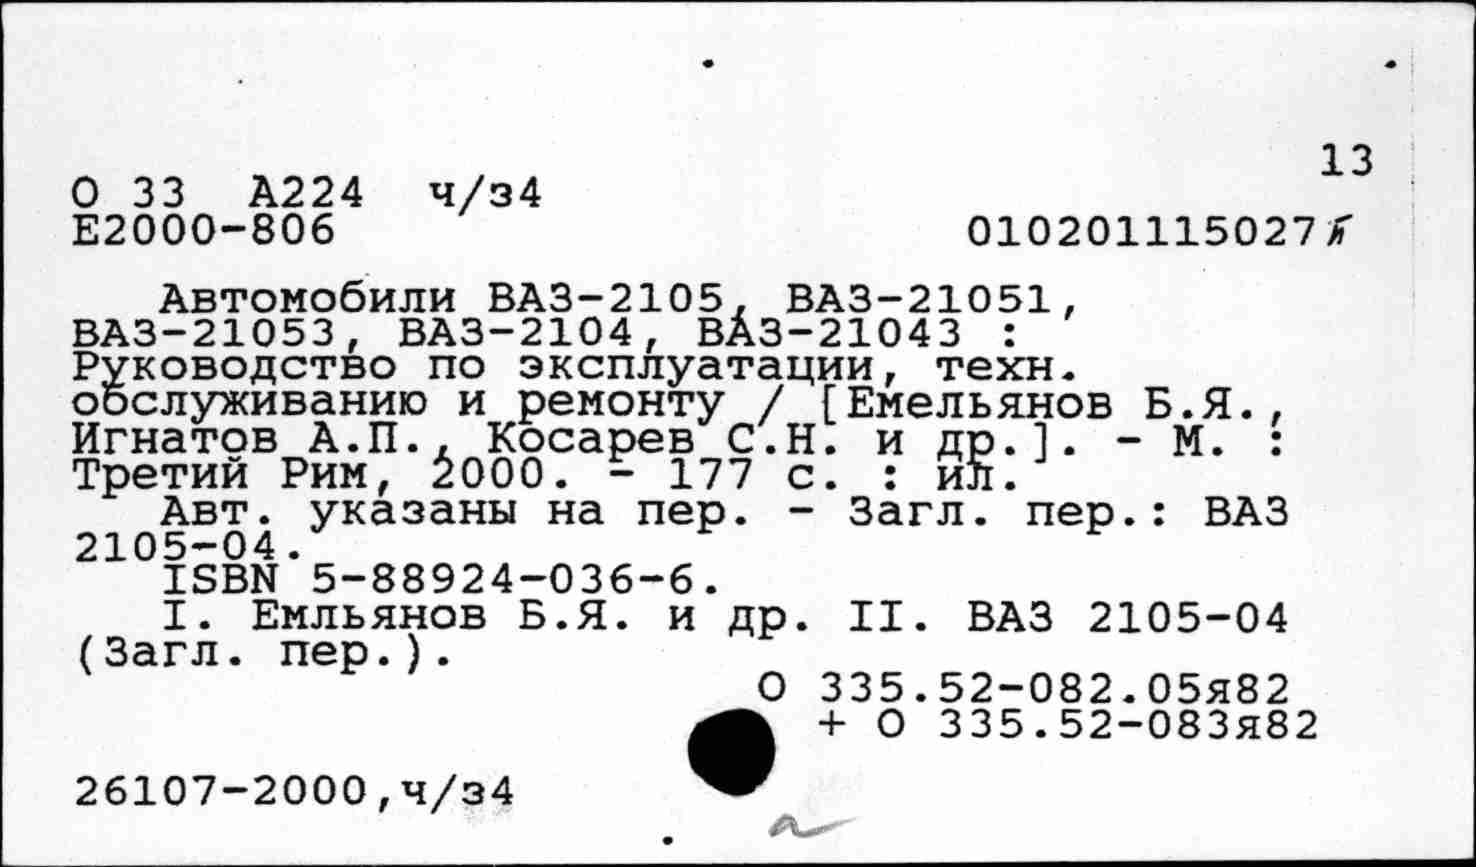 13
О 33 А224 ч/з4
Е2000-806 010201115027
Автомобили ВАЗ-2105, ВАЗ-21051,
ВАЗ-21053, ВАЗ-2104, ВАЗ-21043 :
Руководство по эксплуатации, техн.
обслуживанию и ремонту / [Емельянов Б.Я.,
Игнатов А.П., Косарев С.Н. и др.]. - М. :
Третий Рим, 2000. - 177 с. : ил.
Авт. указаны на пер. - Загл. пер.: ВАЗ
2105-04.
ISBN 5-88924-036-6.
I. Емльянов Б.Я. и др. II. ВАЗ 2105-04
(Загл. пер.).
О 335.52-082.05я82
+ О 335.52-083я82
26107-2000,ч/з4